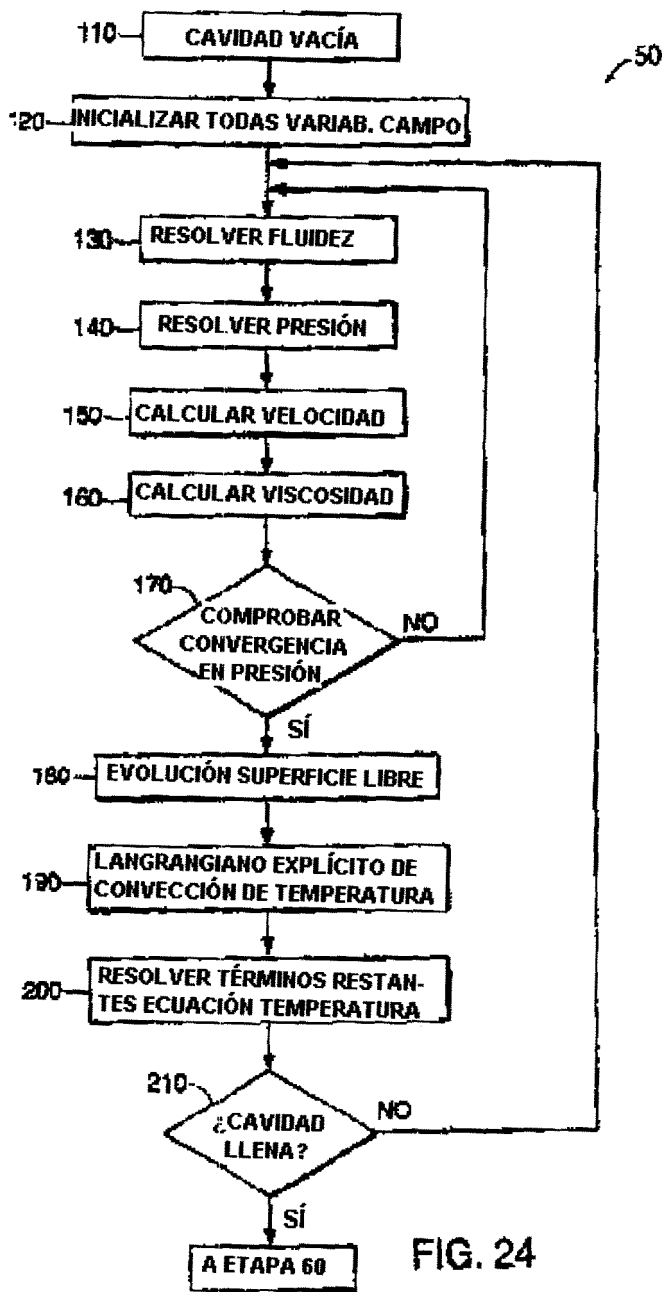 110
CAVIDAD VACÍA
50
120
INICIALIZAR TODAS VARIAB. CAMPO
130
RESOLVER FLUIDEZ
140
RESOLVER PRESIÓN
150
CALCULAR VELOCIDAD
160
CALCULAR VISCOSIDAD
170
COMPROBAR
CONVERGENCIA
EN PRESIÓN
NO
SÍ
180
EVOLUCIÓN SUPERFICIE LIBRE
190
LANGRANGIANO EXPLÍCITO DE
CONVECCIÓN DE TEMPERATURA
200
RESOLVER TÉRMINOS RESTAN-
TES ECUACIÓN TEMPERATURA
210
¿CAVIDAD
LLENA?
NO
SÍ
A ETAPA 60
FIG. 24